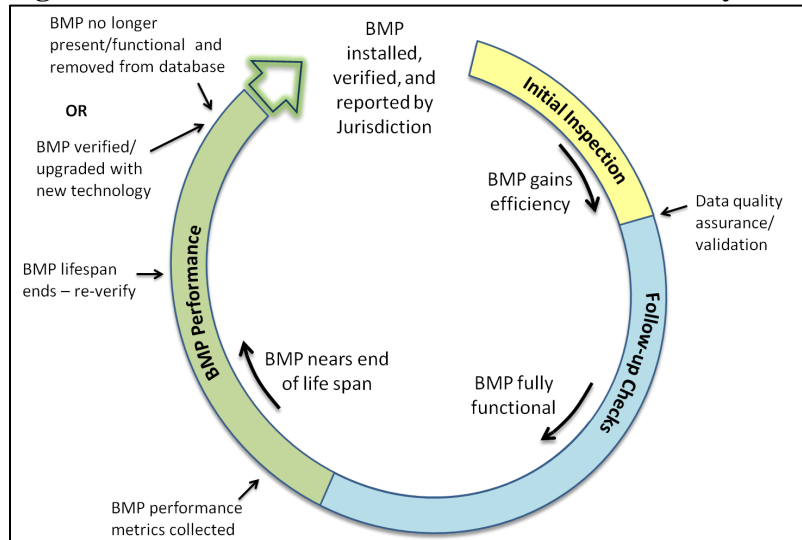 BMP no longer
present/functional and
removed from database
OR
BMP verified/
upgraded with
new technology
BMP lifespan
ends – re-verify
BMP performance
metrics collected
BMP
installed,
verified, and
reported by
Jurisdiction
Initial Inspection
BMP gains
efficiency
Data quality
assurance/
validation
Follow-up Checks
BMP fully
functional
BMP nears end
of life span
BMP Performance